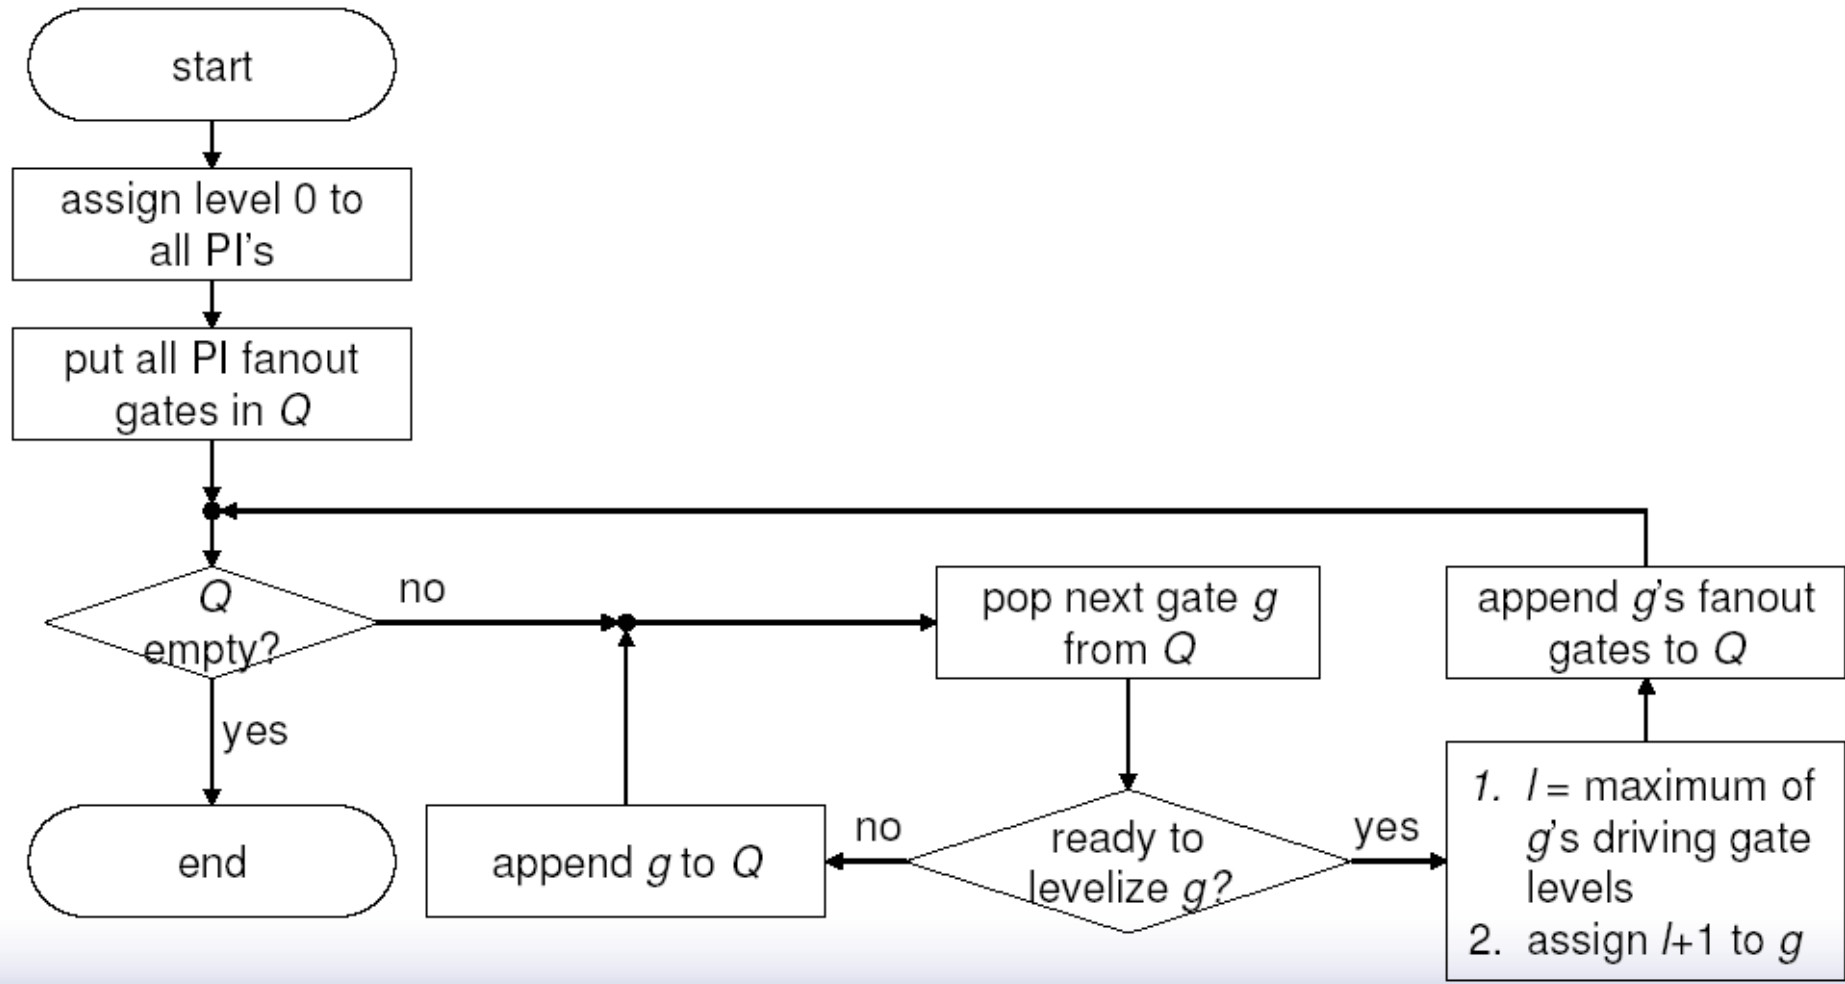 start
assign level 0 to
all PI's
put all PI fanout
gates in Q
Q
empty?
no
yes
end
pop next gate g
from Q
ready to
levelize g?
no
append g to Q
yes
1. l = maximum of
g's driving gate
levels
2. assign l+1 to g
append g's fanout
gates to Q